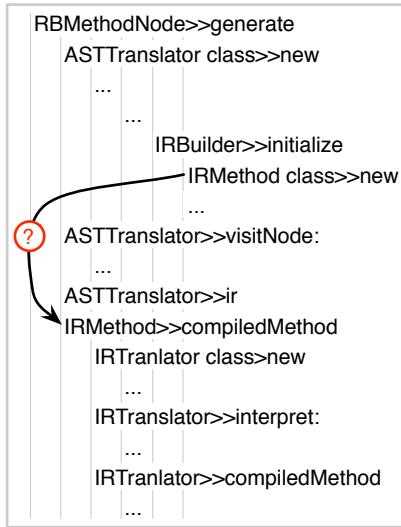 RBMethodNode>>generate
ASTTranslator class>>new
...
...
IRBuilder>>initialize
IRMethod class>>new
...
?
ASTTranslator>>visitNode:
...
ASTTranslator>>ir
IRMethod>>compiledMethod
IRTranlator class>new
...
IRTranslator>>interpret:
...
IRTranlator>>compiledMethod
...